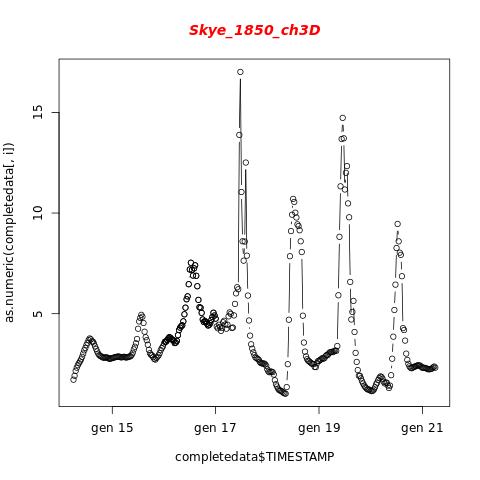 Skye_1850_ch3D
as.numeric(completedata[, i])
15
10
5
gen 15
gen 17
gen 19
gen 21
completedata$TIMESTAMP